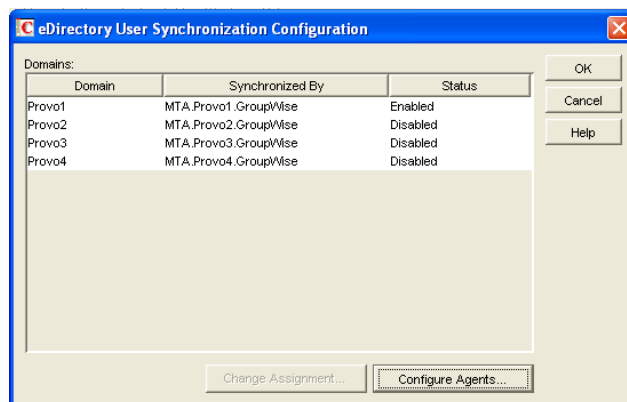 eDirectory User Synchronization Configuration
Domains:
Domain Synchronized By Status
Provo1 MTA.Provo1.GroupWise Enabled
Provo2 MTA.Provo2.GroupWise Disabled
Provo3 MTA.Provo3.GroupWise Disabled
Provo4 MTA.Provo4.GroupWise Disabled
OK
Cancel
Help
Change Assignment...
Configure Agents...